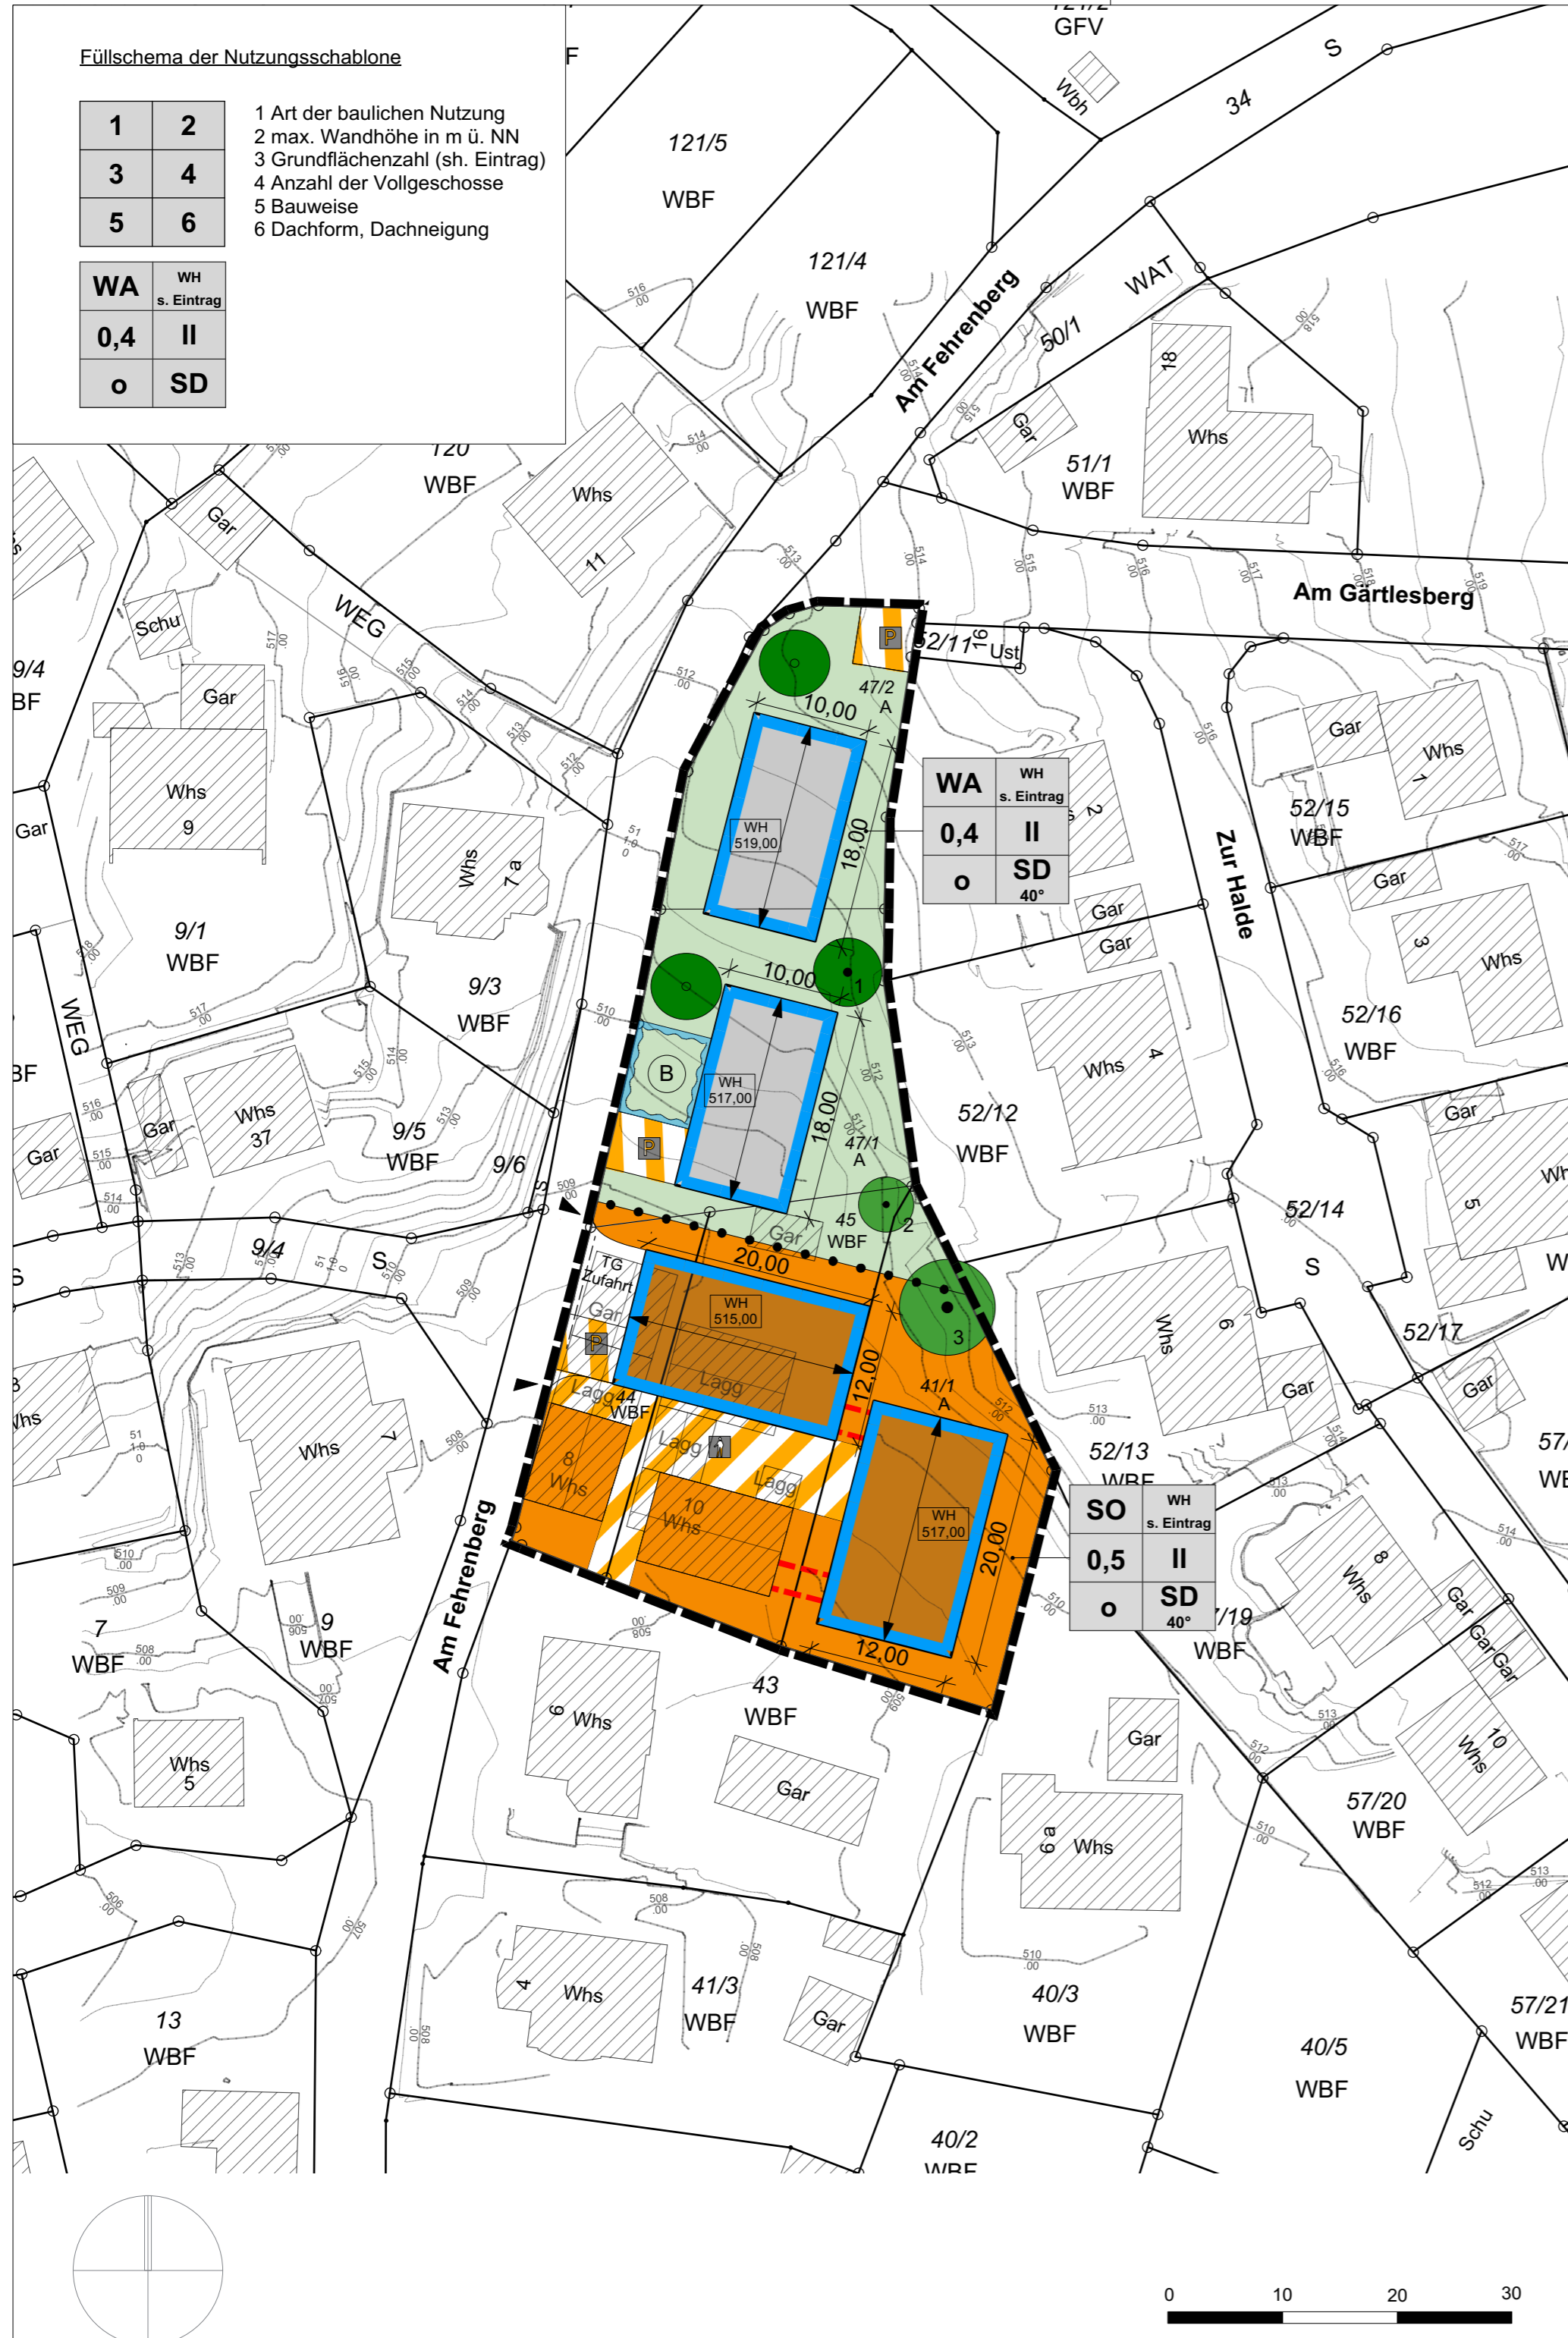 Füllschema der Nutzungsschablone
1 2
3 4
5 6
1 Art der baulichen Nutzung
2 max. Wandhöhe in m ü. NN
3 Grundflächenzahl (sh. Eintrag)
4 Anzahl der Vollgeschosse
5 Bauweise
6 Dachform, Dachneigung
WA WH s. Eintrag
0,4 II
o SD
GFV
Wbh
S
34
121/5
WBF
121/4
WBF
Am Fehrenberg
WAT
50/1
18
Whs
Gar
51/1
WBF
120
WBF
Whs
11
Gar
WEG
Schu
Gar
Whs
9
Gar
Am Gärtlesberg
52/11
16
Ust
P
47/2
A
10,00
WH
519,00
18,00
WA WH s. Eintrag
0,4 II
o SD 40°
2
Gar
Whs
1
52/15
WBF
Zur Halde
Gar
Gar
Gar
3
Whs
52/16
WBF
Whs
7 a
9/1
WBF
9/3
WBF
WEG
Gar
Gar
Whs
37
9/5
WBF
9/6
S
10,00
1
B
WH
517,00
18,00
P
47/1
A
45
WBF
2
Gar
52/12
WBF
Whs
4
Gar
5
52/14
S
9/4
S
S
TG
Zufahrt
Gar
P
20,00
WH
515,00
Lagg
12,00
3
41/1
A
Lagg
44
WBF
8
Whs
Lagg
Lagg
10
Whs
WH
517,00
20,00
12,00
Whs
6
Gar
52/17
Gar
52/13
WBF
SO WH s. Eintrag
0,5 II
o SD 40°
Whs
7
Whs
Am Fehrenberg
7
WBF
9
WBF
Whs
5
6
Whs
43
WBF
Gar
8
Whs
Gar
Gar
Gar
WBF
10
Whs
57/20
WBF
Gar
6 a
Whs
4
Whs
41/3
WBF
Gar
40/3
WBF
57/21
WBF
40/5
WBF
Schu
13
WBF
40/2
WBF
0 10 20 30